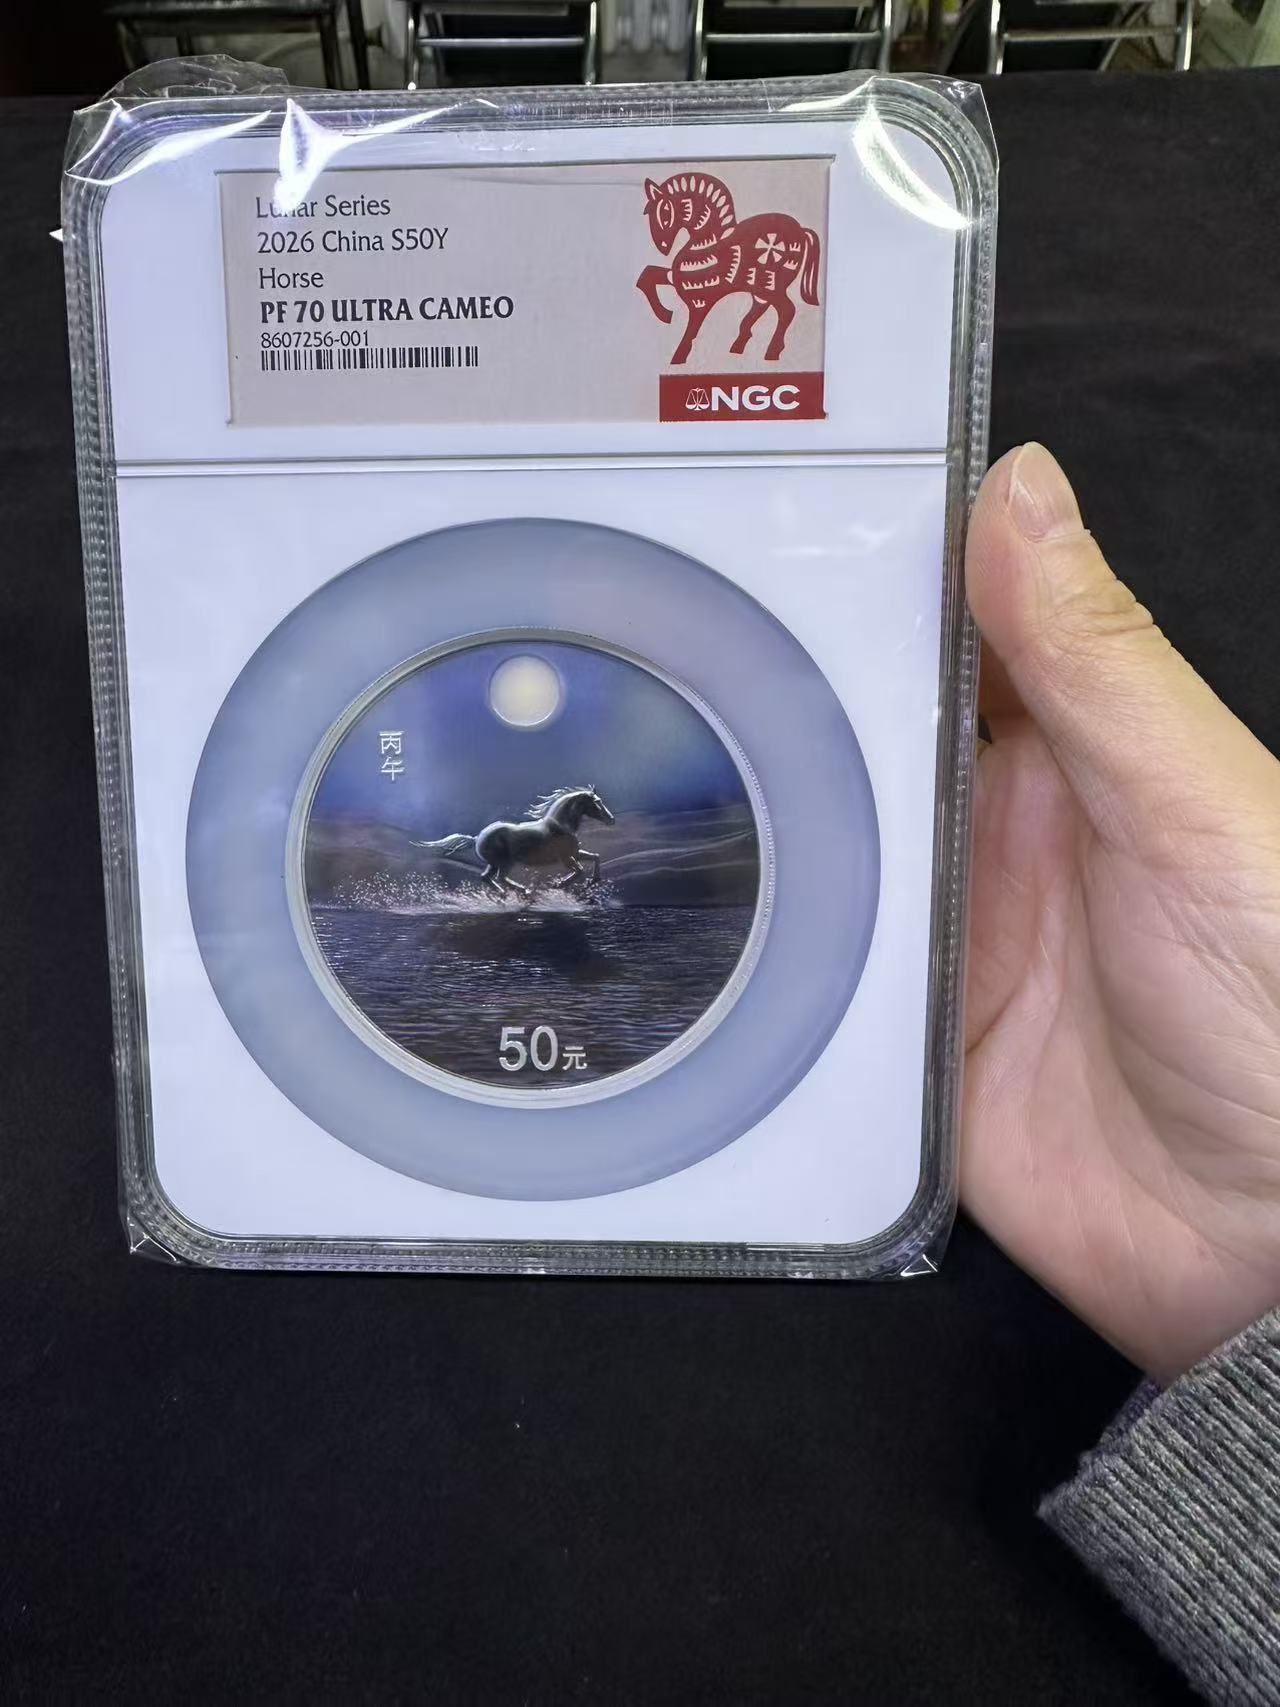 Lunar Series
2026 China S50Y
Horse
PF 70 ULTRA CAMEO
8607256-001
NGC
丙
午
50元